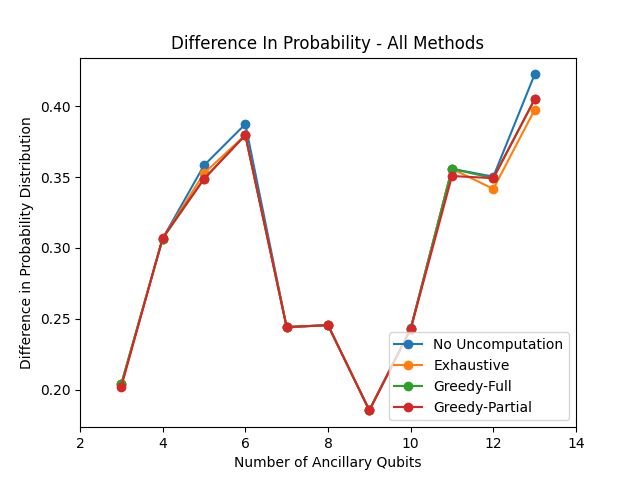 Difference In Probability - All Methods
Difference in Probability Distribution
0.40
0.35
0.30
0.25
0.20
2
4
6
8
10
12
14
Number of Ancillary Qubits
No Uncomputation
Exhaustive
Greedy-Full
Greedy-Partial